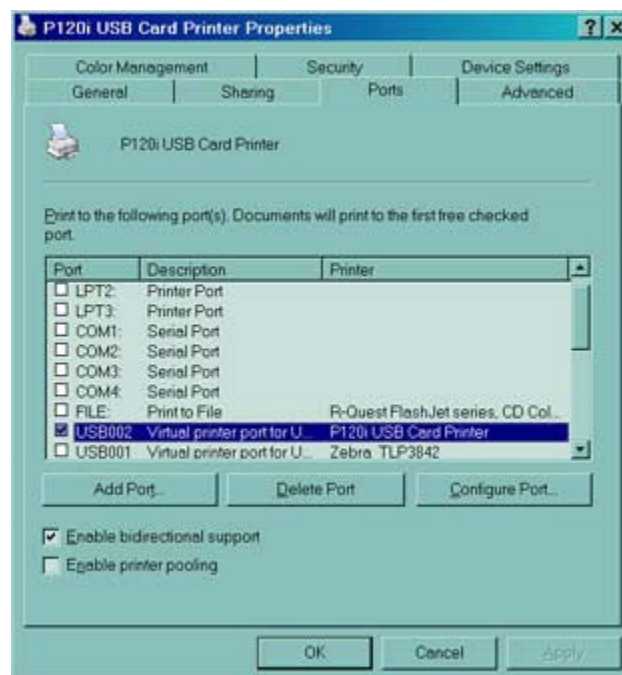 P120i USB Card Printer Properties
? x
Color Management Security Device Settings
General Sharing Ports Advanced
P120i USB Card Printer
Print to the following port(s). Documents will print to the first free checked
port.
Port Description Printer
LPT2: Printer Port
LPT3: Printer Port
COM1: Serial Port
COM2: Serial Port
COM3: Serial Port
COM4: Serial Port
FILE: Print to File R-Quest FlashJet series, CD Col...
USB002 Virtual printer port for U... P120i USB Card Printer
USB001 Virtual printer port for U... Zebra TLP3842
Add Port... Delete Port Configure Port...
Enable bidirectional support
Enable printer pooling
OK Cancel Apply